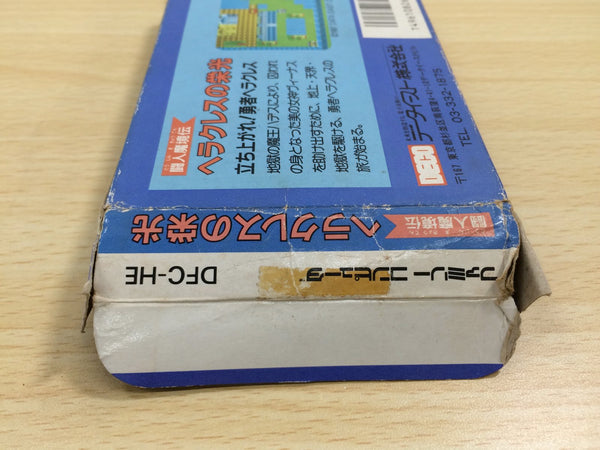 闘人魔境伝
ヘラクレスの栄光
立ち上がれ!勇者ヘラクレス
地獄の魔王ハデスにより、囚われ
の身となった美の女神ヴィーナス
を助け出すために、地上・天界・
地獄を駆ける、勇者ヘラクレスの
旅が始まる。
DECO
データイースト株式会社
TEL. 03-332-1875
闘人魔境伝
ヘラクレスの栄光
DFC-HE
ファミリーコンピュータ